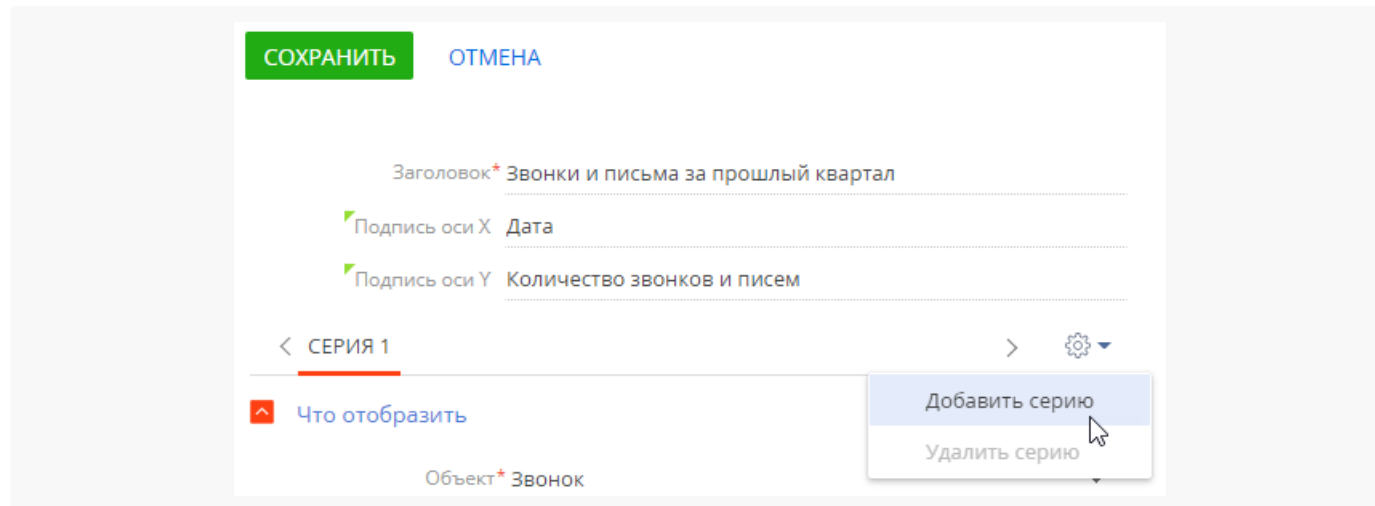 СОХРАНИТЬ ОТМЕНА
Заголовок* Звонки и письма за прошлый квартал
Подпись оси X Дата
Подпись оси Y Количество звонков и писем
СЕРИЯ 1
Добавить серию
Что отобразить
Удалить серию
Объект* Звонок